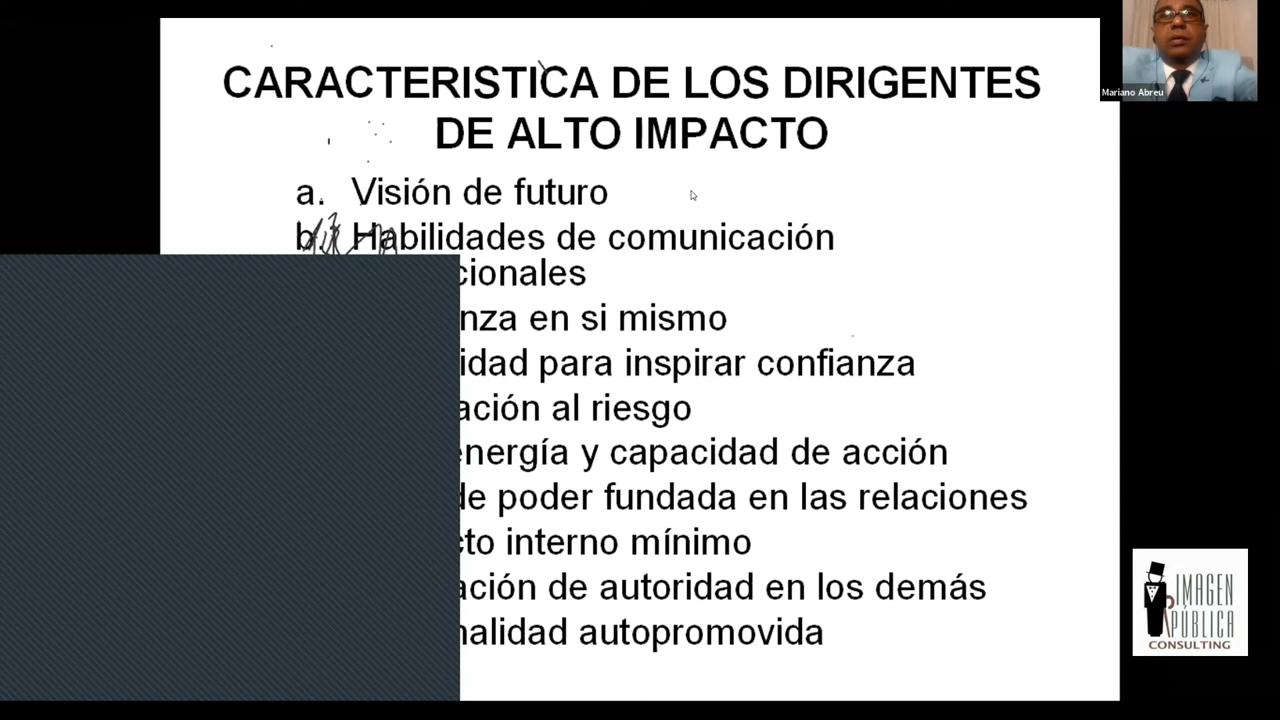 CARACTERISTICA DE LOS DIRIGENTES
DE ALTO IMPACTO
a. Visión de futuro
b. Habilidades de comunicación
cionales
nza en si mismo
idad para inspirar confianza
ación al riesgo
energía y capacidad de acción
de poder fundada en las relaciones
cto interno mínimo
ación de autoridad en los demás
nalidad autopromovida
Mariano Abreu
IMAGEN
PÚBLICA
CONSULTING